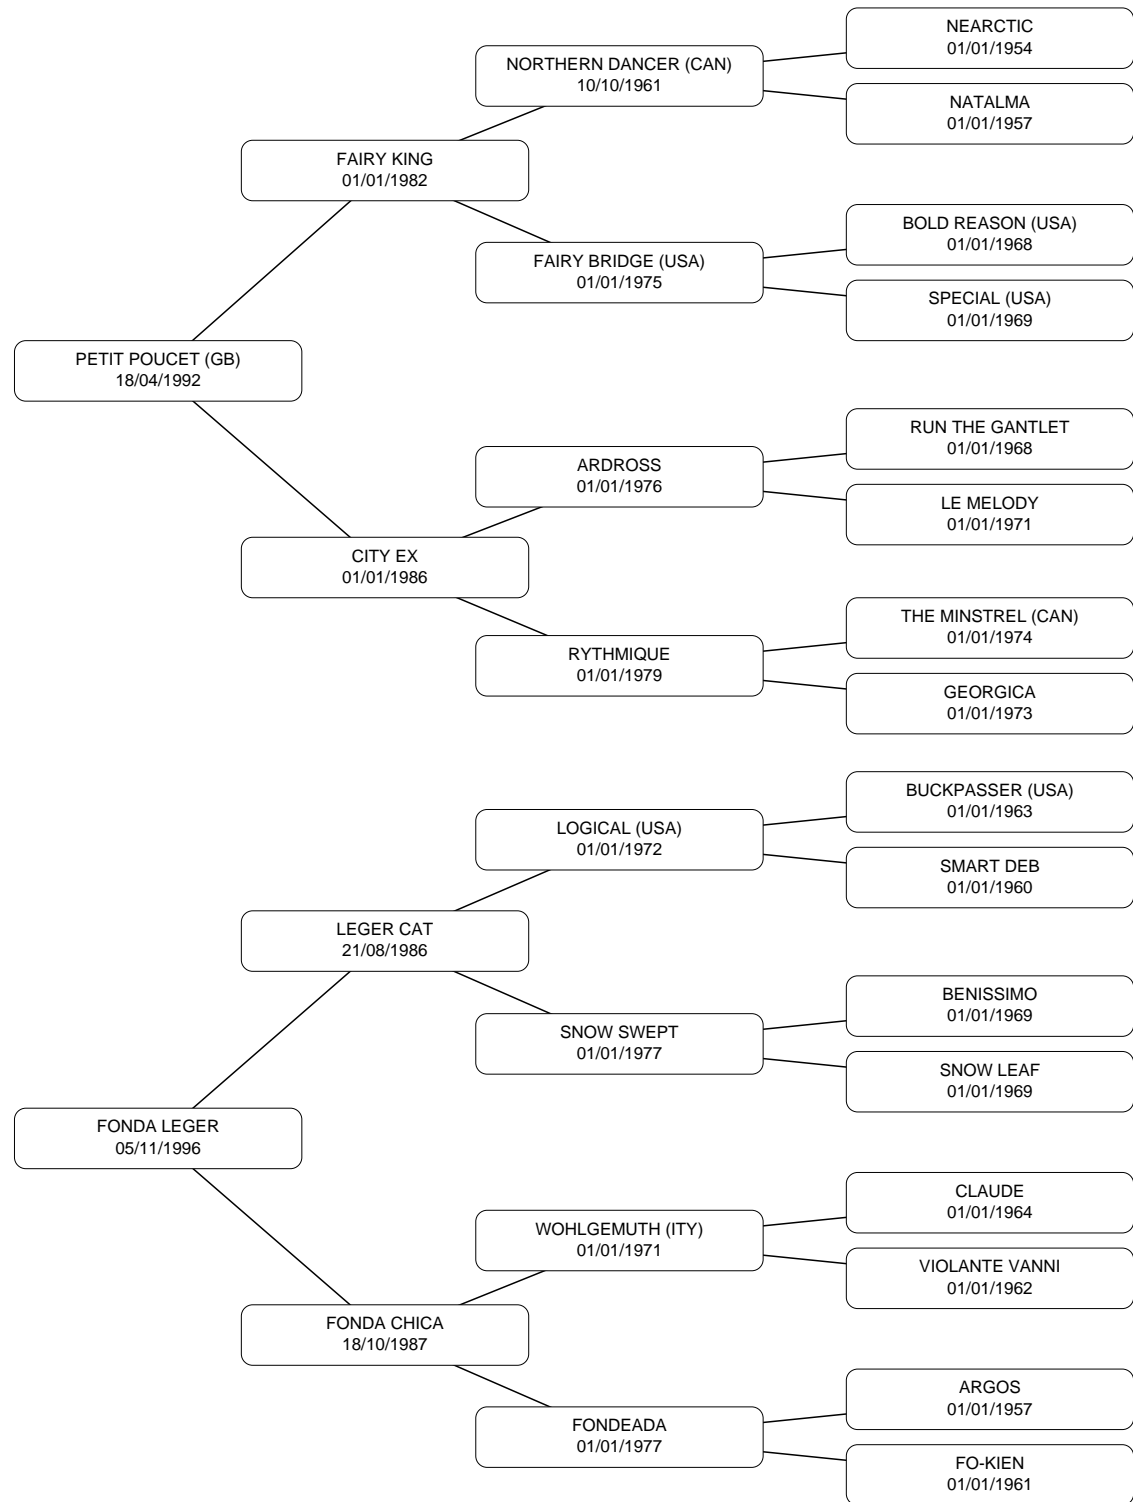 NEARCTIC
01/01/1954
NORTHERN DANCER (CAN)
10/10/1961
NATALMA
01/01/1957
FAIRY KING
01/01/1982
BOLD REASON (USA)
01/01/1968
FAIRY BRIDGE (USA)
01/01/1975
SPECIAL (USA)
01/01/1969
PETIT POUCET (GB)
18/04/1992
RUN THE GANTLET
01/01/1968
ARDROSS
01/01/1976
LE MELODY
01/01/1971
CITY EX
01/01/1986
THE MINSTREL (CAN)
01/01/1974
RYTHMIQUE
01/01/1979
GEORGICA
01/01/1973
BUCKPASSER (USA)
01/01/1963
LOGICAL (USA)
01/01/1972
SMART DEB
01/01/1960
LEGER CAT
21/08/1986
BENISSIMO
01/01/1969
SNOW SWEPT
01/01/1977
SNOW LEAF
01/01/1969
FONDA LEGER
05/11/1996
CLAUDE
01/01/1964
WOHLGEMUTH (ITY)
01/01/1971
VIOLANTE VANNI
01/01/1962
FONDA CHICA
18/10/1987
ARGOS
01/01/1957
FONDEADA
01/01/1977
FO-KIEN
01/01/1961